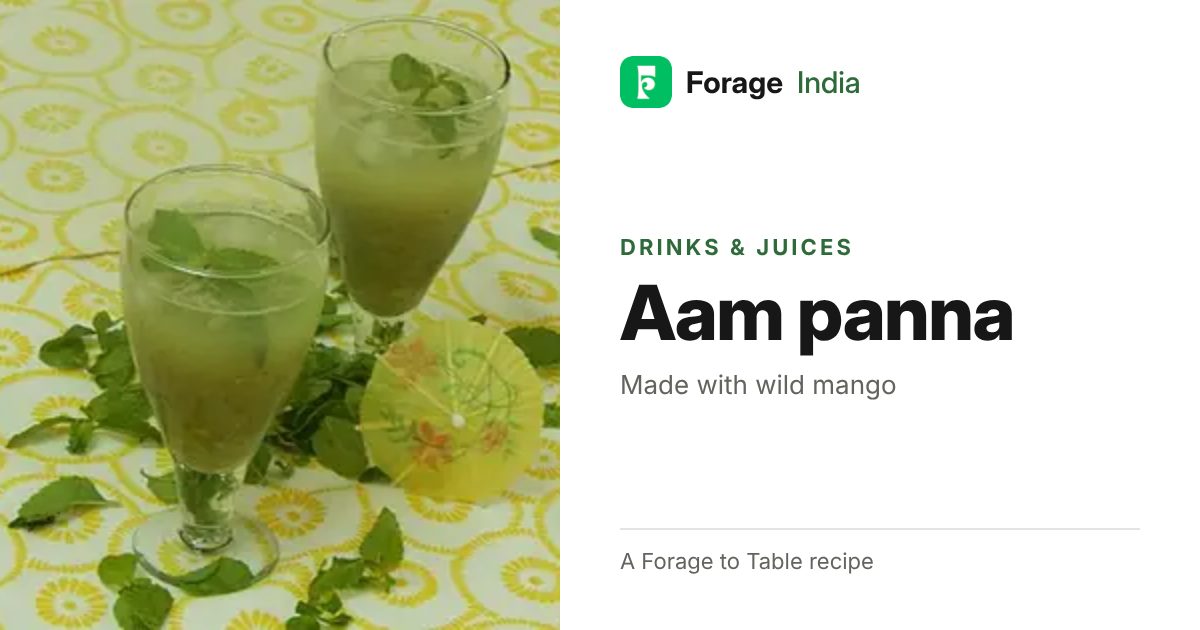 Forage India
DRINKS & JUICES
Aam panna
Made with wild mango
A Forage to Table recipe